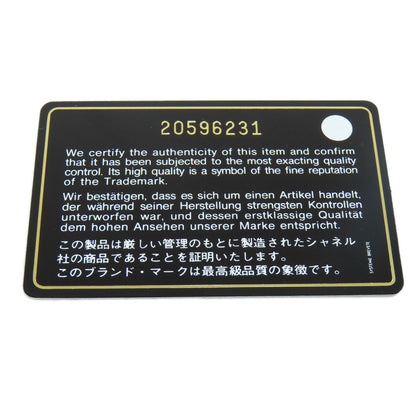 20596231
We certify the authenticity of this item and confirm
that it has been subjected to the most exacting quality
control. Its high quality is a symbol of the fine reputation
of the Trademark.
Wir bestätigen, dass es sich um einen Artikel handelt,
der während seiner Herstellung strengsten Kontrollen
unterworfen war, und dessen erstklassige Qualität
dem hohen Ansehen unserer Marke entspricht.
この製品は厳しい管理のもとに製造されたシャネル
社の商品であることを証明いたします。
このブランド・マークは最高級品質の象徴です。
SYSTEME BREVETE